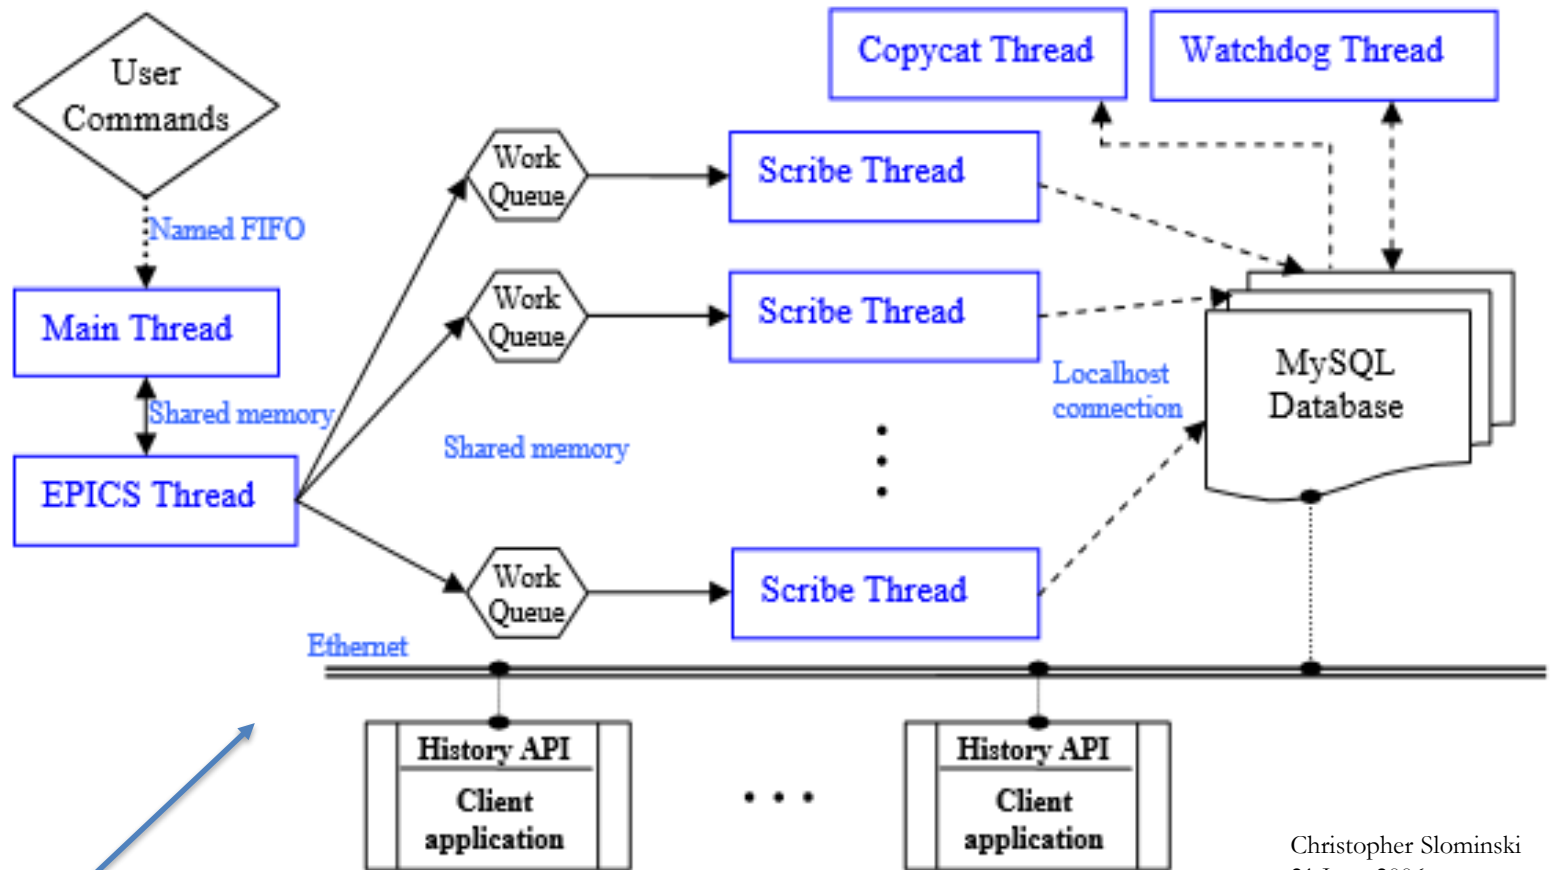 User
Commands
Named FIFO
Main Thread
Shared memory
EPICS Thread
Work
Queue
Scribe Thread
Work
Queue
Scribe Thread
Shared memory
Work
Queue
Scribe Thread
Copycat Thread
Watchdog Thread
Localhost
connection
MySQL
Database
Ethernet
History API
Client
application
History API
Client
application
Christopher Slominski